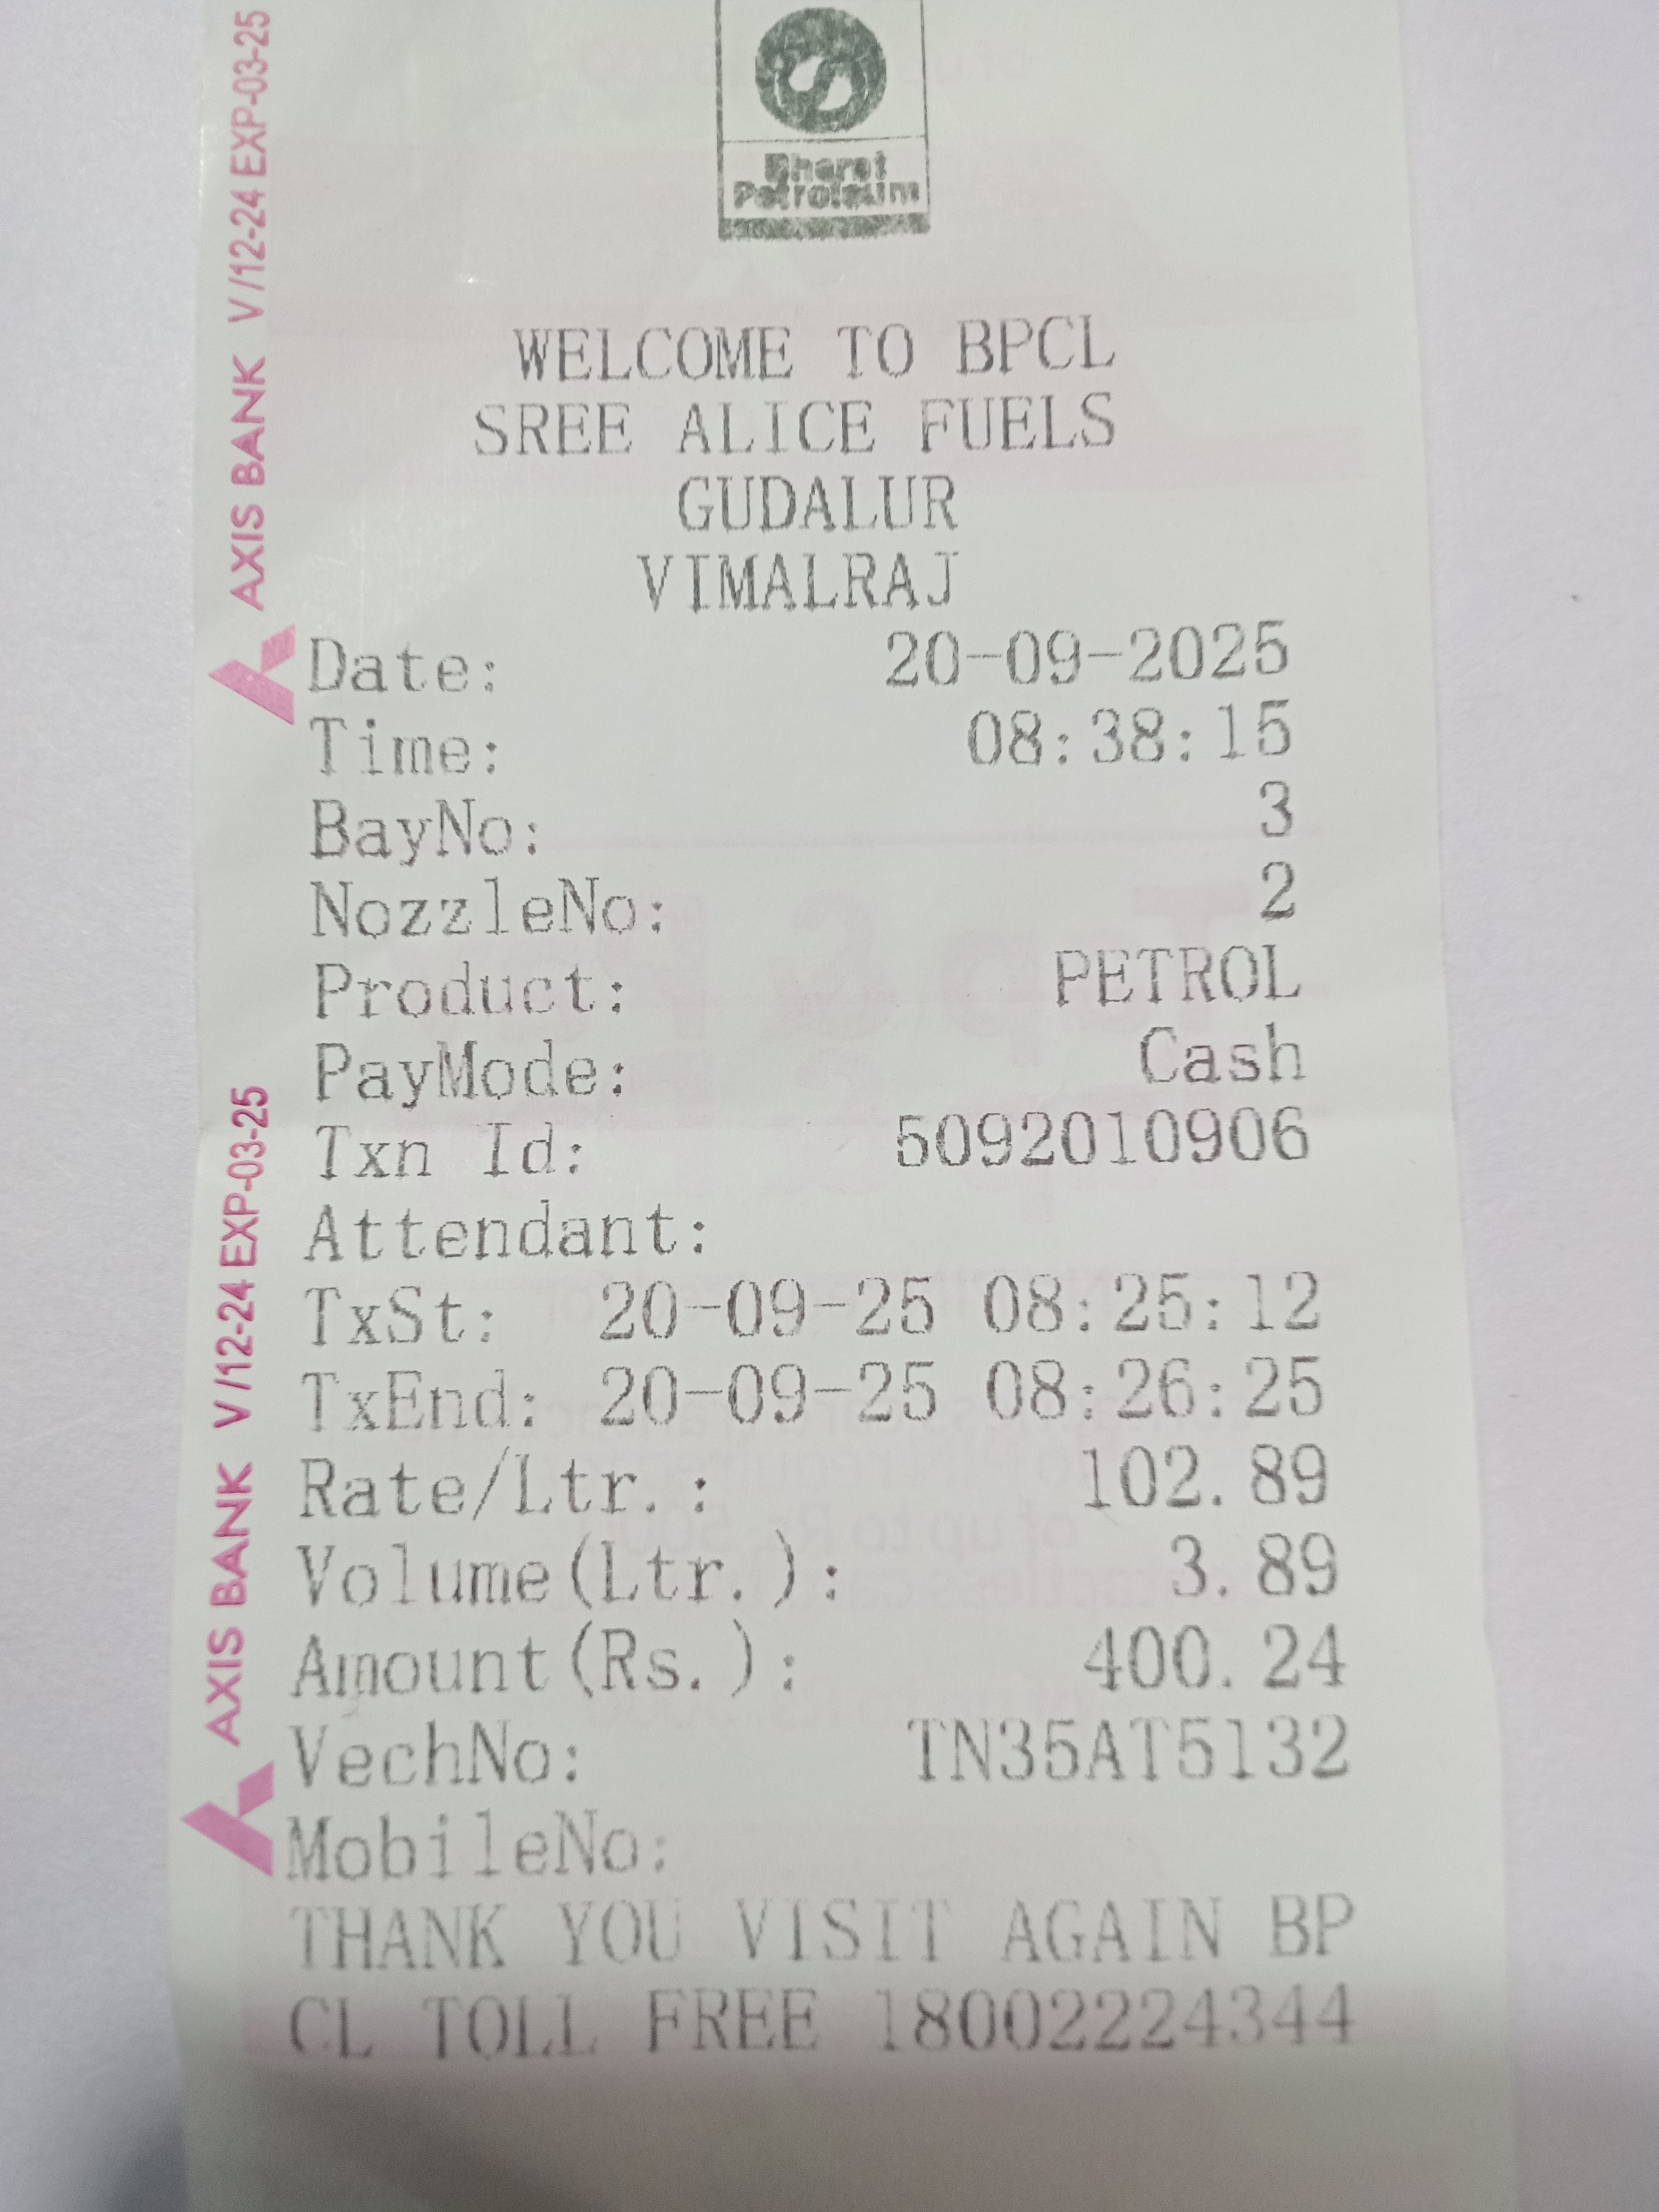 Bharat
Petroleum
WELCOME TO BPCL
SREE ALICE FUELS
GUDALUR
VIMALRAJ
Date: 20-09-2025
Time: 08:38:15
BayNo: 3
NozzleNo: 2
Product: PETROL
PayMode: Cash
Txn Id: 5092010906
Attendant:
TxSt: 20-09-25 08:25:12
TxEnd: 20-09-25 08:26:25
Rate/Ltr.: 102.89
Volume(Ltr.): 3.89
Amount(Rs.): 400.24
VechNo: TN35AT5132
MobileNo:
THANK YOU VISIT AGAIN BP
CL TOLL FREE 18002224344
AXIS BANK V/12-24 EXP-03-25
AXIS BANK V/12-24 EXP-03-25